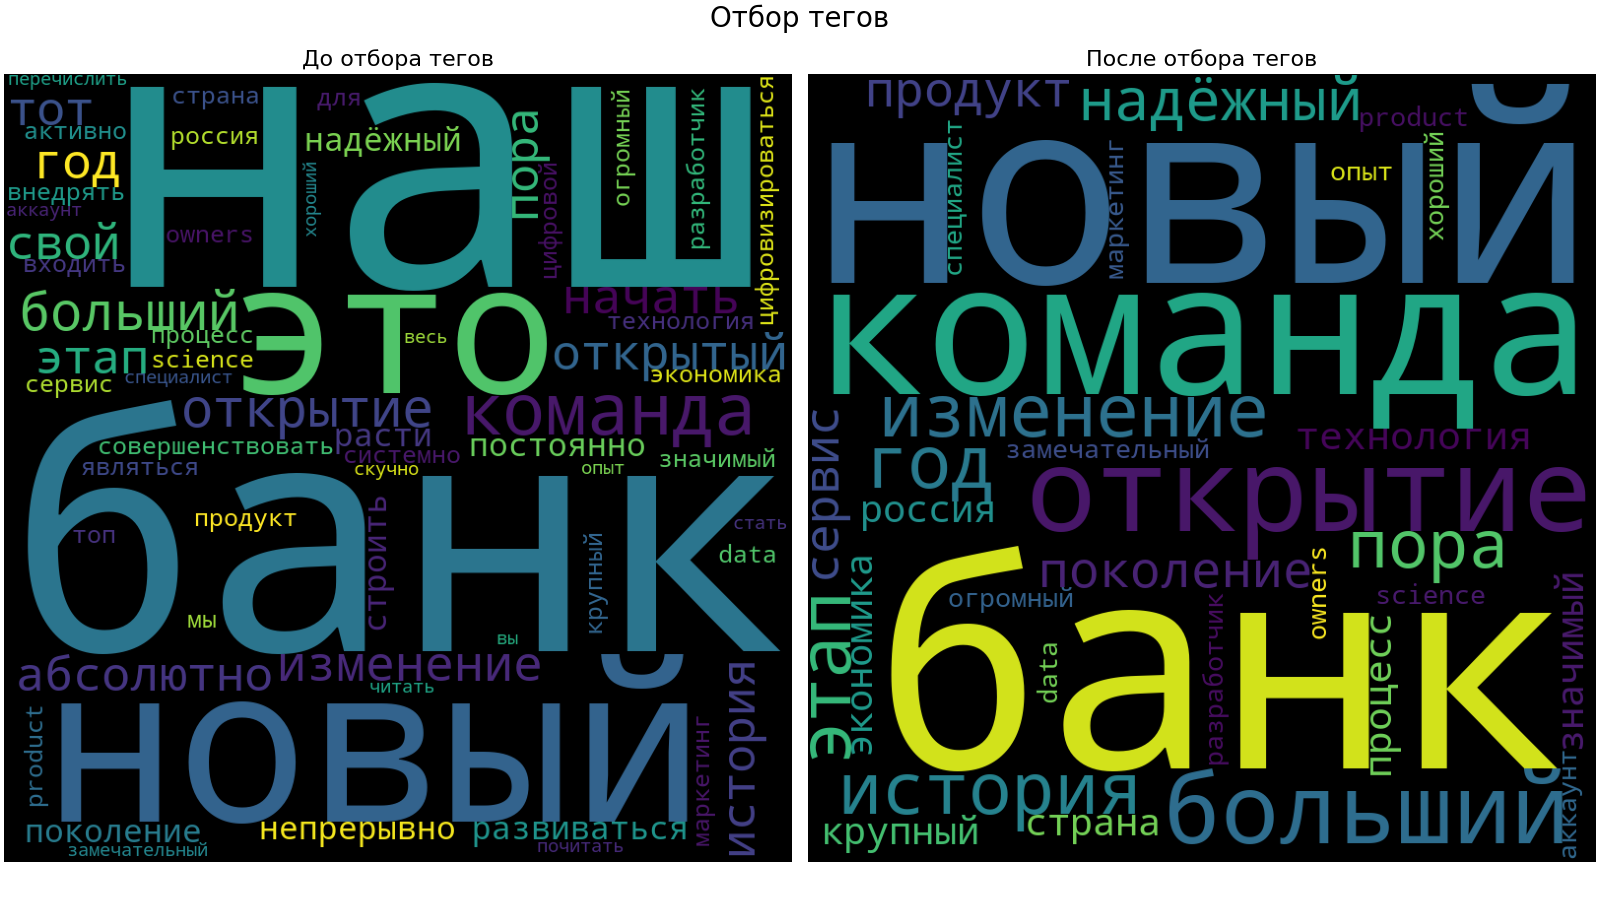 Отбор тегов
До отбора тегов
перечислить
тот
страна
для
активно
россия
надёжный
год
внедрять
аккаунт
свой
owners
входить
хороший
наш
пора
цифровой
огромный
разработчик
цифровизироваться
больший
это
начать
процесс
весь
технология
этап
science
открытый
сервис
специалист
экономика
открытие
команда
совершенствовать
расти
постоянно
является
системно
скучно
опыт
значимый
банк
продукт
топ
строить
крупный
стать
data
мы
вы
абсолютно
изменение
читать
история
новый
product
маркетинг
поколение
непрерывно
развиваться
замечательный
почитать
После отбора тегов
продукт
надёжный
product
новый
специалист
маркетинг
опыт
хороший
команда
изменение
сервис
год
замечательный
технология
россия
открытие
пора
поколение
этап
экономика
огромный
owners
science
банк
data
разработчик
процесс
значимый
история
больший
аккаунт
крупный
страна